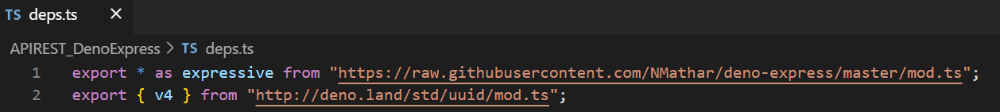 TS deps.ts ×
APIREST_DenoExpress > TS deps.ts
1 export * as expressive from "https://raw.githubusercontent.com/NMathar/deno-express/master/mod.ts";
2 export { v4 } from "http://deno.land/std/uuid/mod.ts";